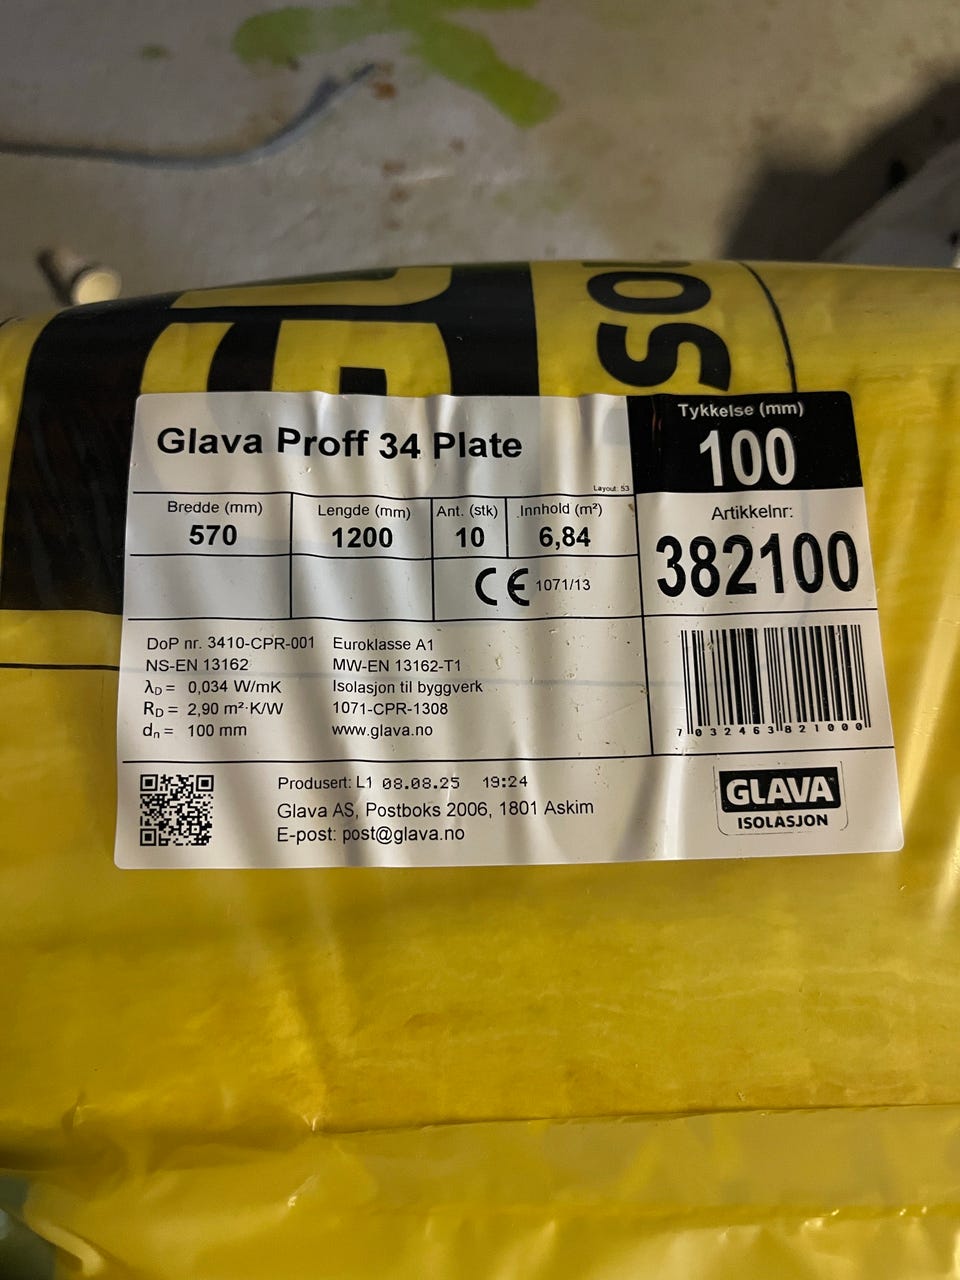 os
Glava Proff 34 Plate
Layout: 53
Tykkelse (mm)
100
Bredde (mm) Lengde (mm) Ant. (stk) Innhold (m²)
570 1200 10 6,84
Artikkelnr:
382100
CE 1071/13
DoP nr. 3410-CPR-001 Euroklasse A1
NS-EN 13162 MW-EN 13162-T1
λD = 0,034 W/mK Isolasjon til byggverk
RD = 2,90 m²·K/W 1071-CPR-1308
dn = 100 mm www.glava.no
7 032463 821000
Produsert: L1 08.08.25 19:24
Glava AS, Postboks 2006, 1801 Askim
E-post: post@glava.no
GLAVA
ISOLASJON